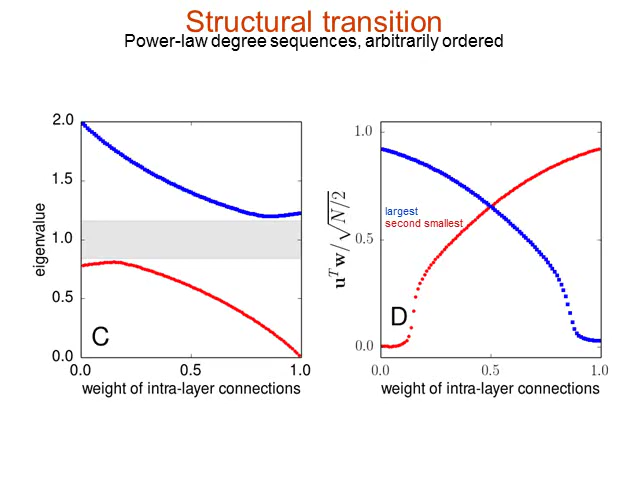 Structural transition
Power-law degree sequences, arbitrarily ordered
2.0
1.5
1.0
0.5
0.0
eigenvalue
C
0.0 0.5 1.0
weight of intra-layer connections
1.0
0.5
0.0
u^T w/√N/2
largest
second smallest
D
0.0 0.5 1.0
weight of intra-layer connections